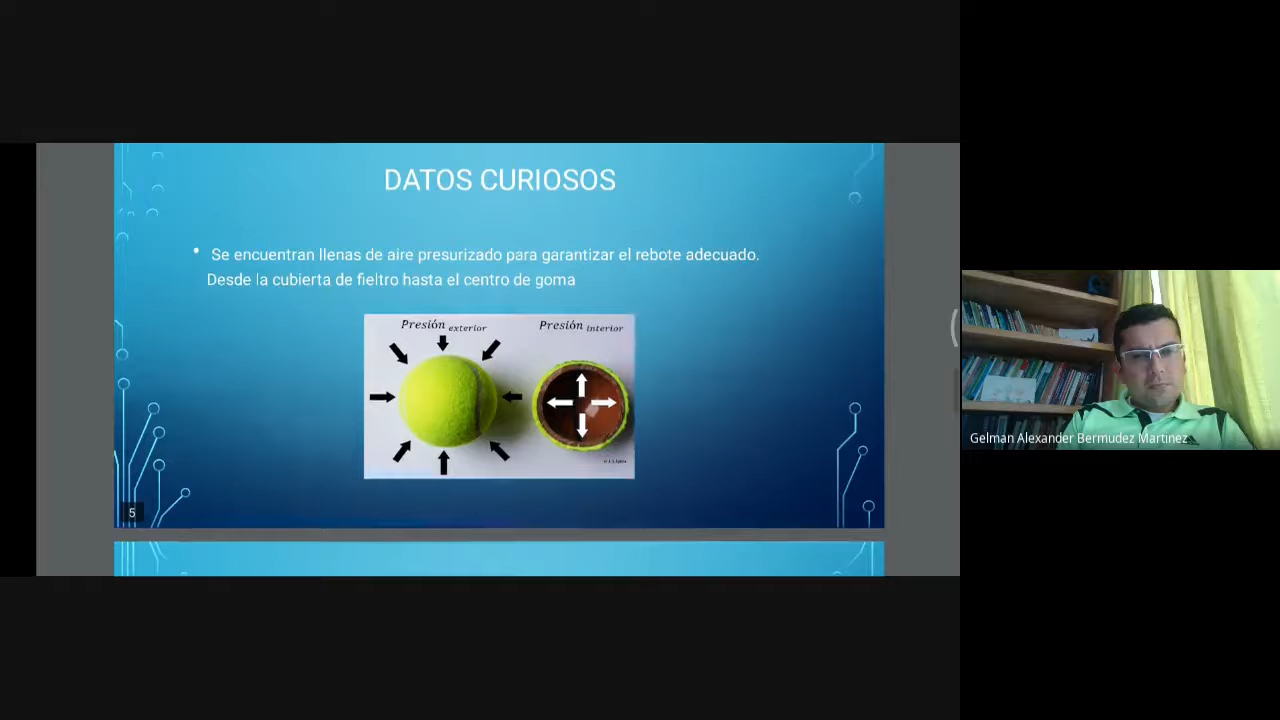 DATOS CURIOSOS
• Se encuentran llenas de aire presurizado para garantizar el rebote adecuado.
Desde la cubierta de fieltro hasta el centro de goma
Presión exterior
Presión interior
5
Gelman Alexander Bermudez Martinez